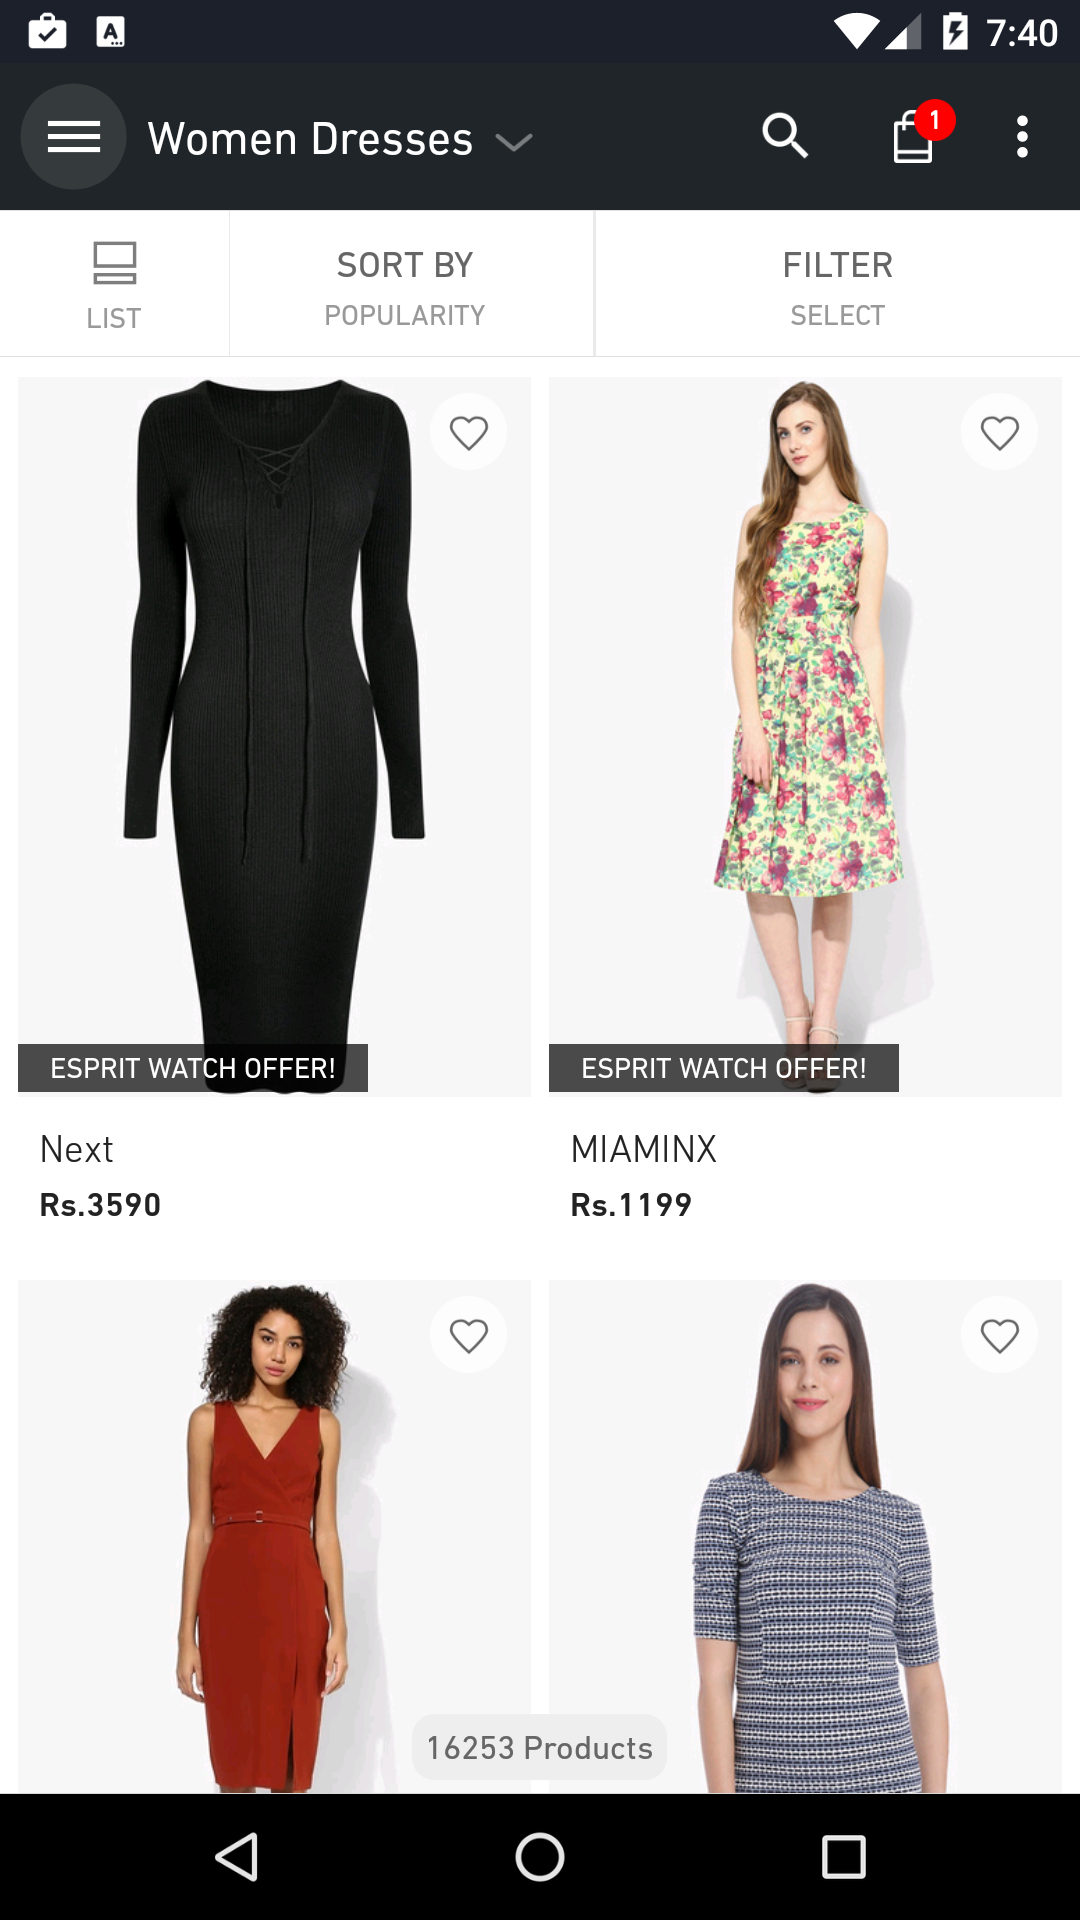 A
7:40
Women Dresses
1
LIST
SORT BY
POPULARITY
FILTER
SELECT
ESPRIT WATCH OFFER!
ESPRIT WATCH OFFER!
Next
Rs.3590
MIAMINX
Rs.1199
16253 Products